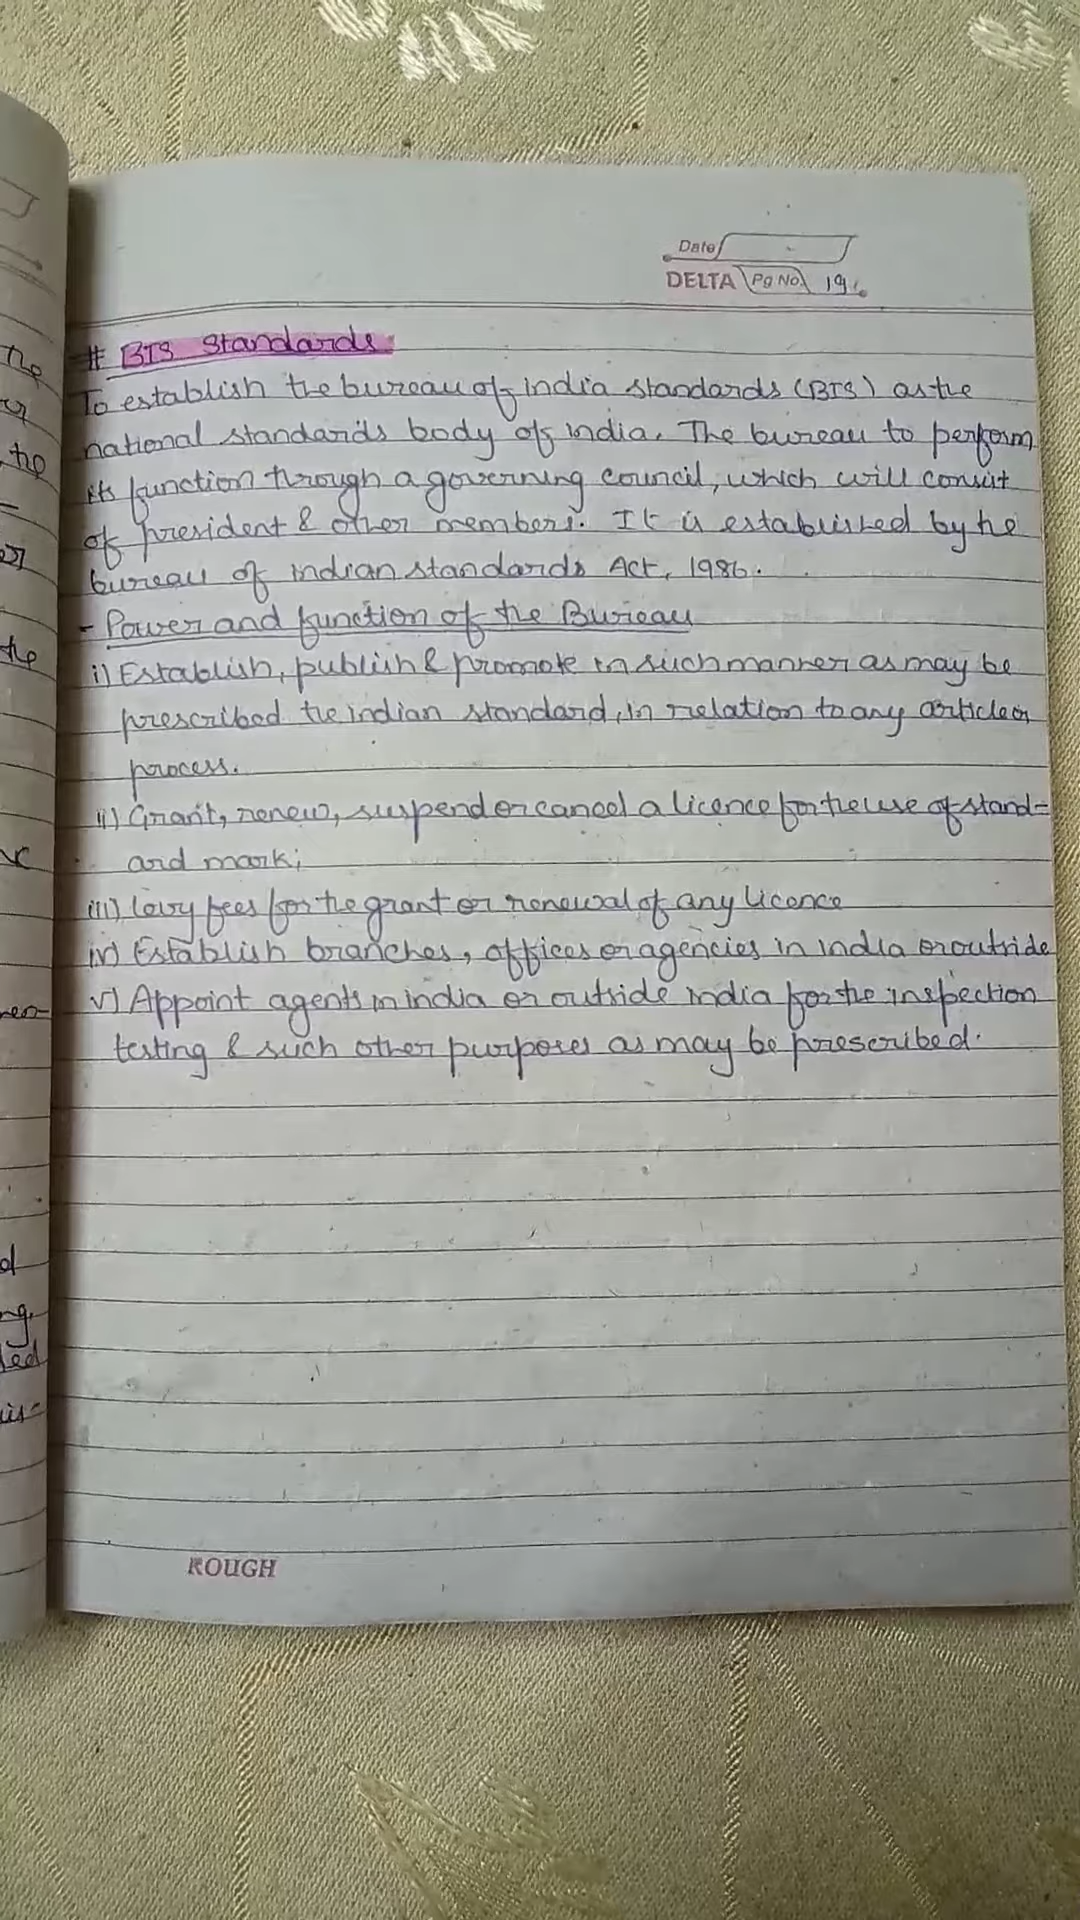 Date
DELTA Pg No. 19
# BIS Standards:
To establish the bureau of India standards (BIS) as the
national standards body of india. The bureau to perform
its function through a governing council, which will consist
of president & other members. It is established by he
bureau of indian standards Act, 1986.
- Power and function of the Bureau
i) Establish, publish & promote in such manner as may be
prescribed the indian standard, in relation to any article or
process.
ii) Grant, renew, suspend or cancel a licence for the use of stand-
ard mark;
iii) levy fees for the grant or renewal of any licence
iv) Establish branches, offices or agencies in india or outside
v) Appoint agents in india or outside india for the inspection
testing & such other purposes as may be prescribed.
ROUGH